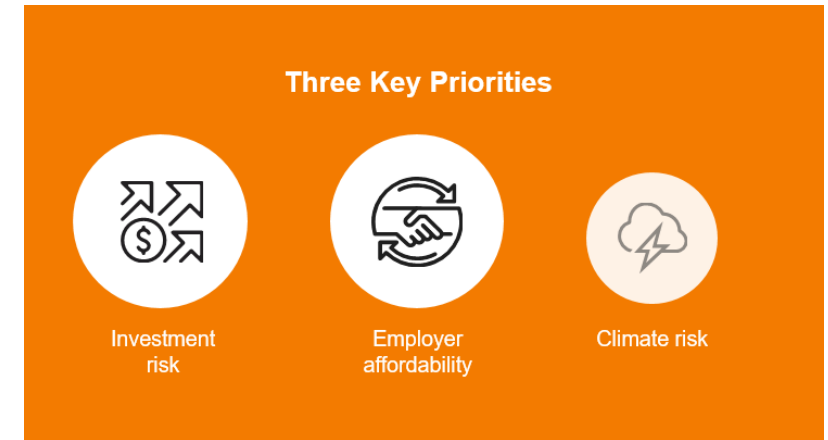 Three Key Priorities
$
Investment
risk
Employer
affordability
Climate risk